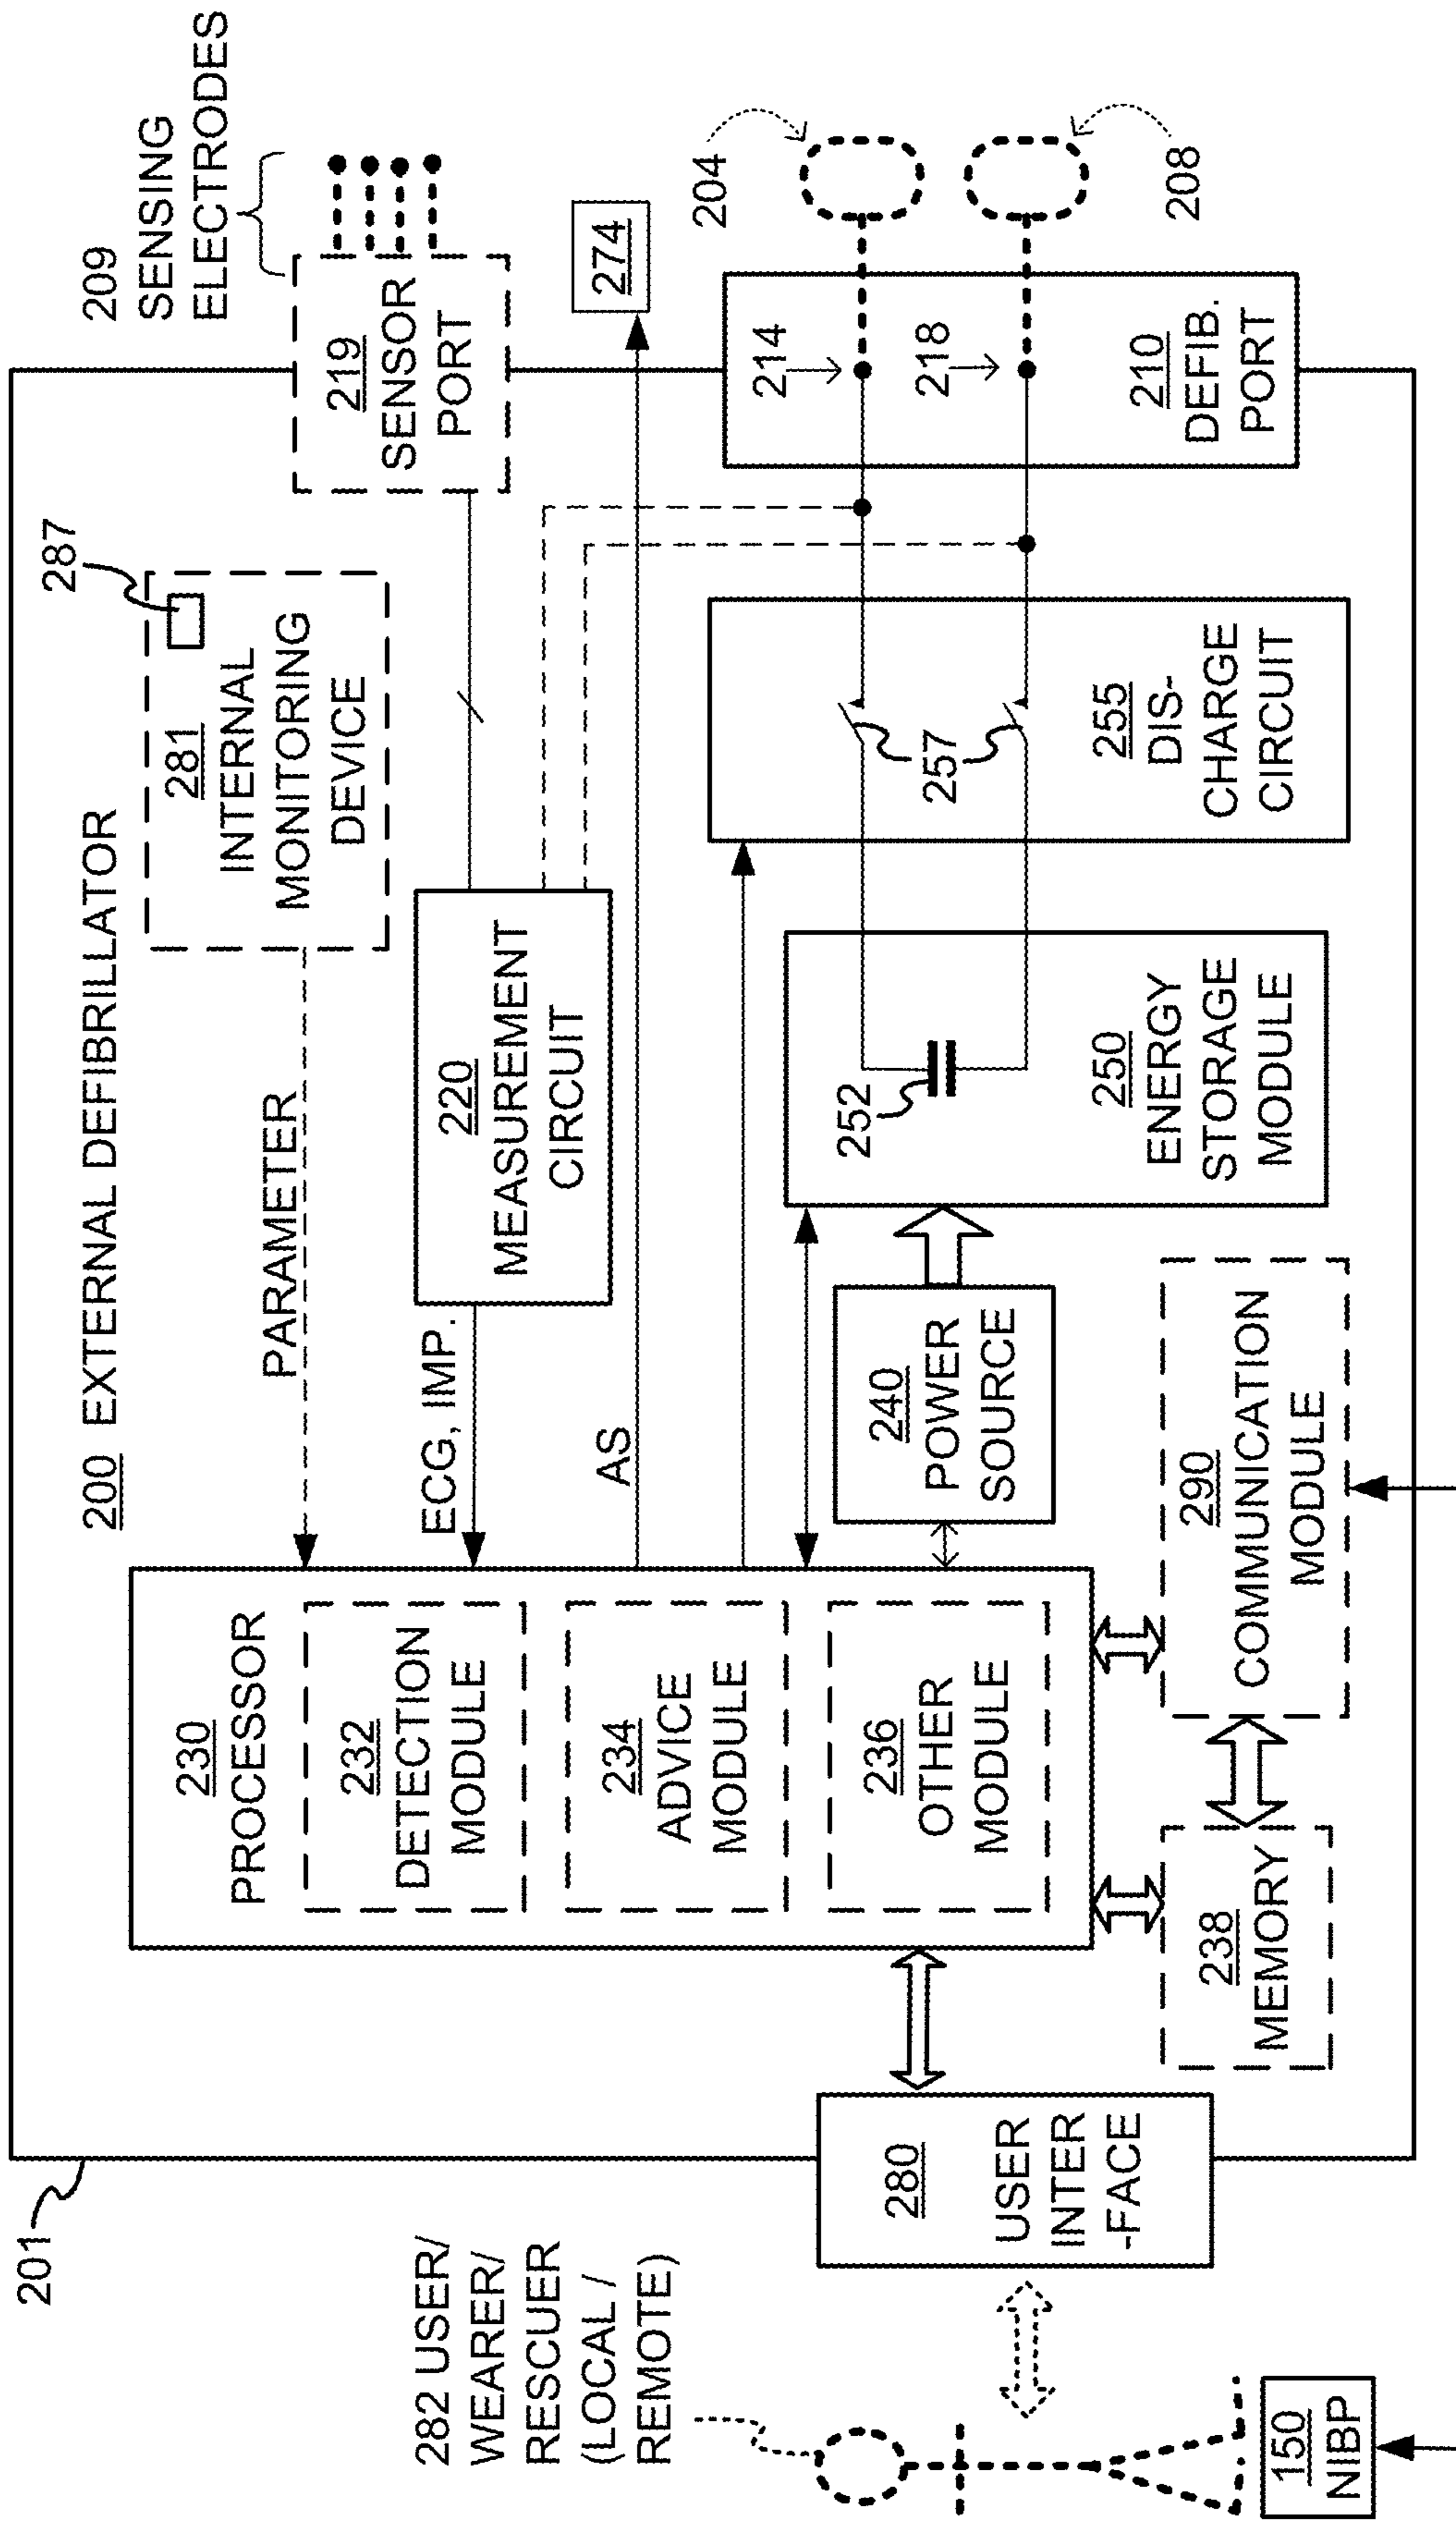 200 EXTERNAL DEFIBRILLATOR
201
282 USER/
WEARER/
RESCUER
(LOCAL /
REMOTE)
150
NIBP
280
USER
INTER
-FACE
230
PROCESSOR
232
DETECTION
MODULE
234
ADVICE
MODULE
236
OTHER
MODULE
238
MEMORY
290
COMMUNICATION
MODULE
PARAMETER
ECG, IMP.
AS
240
POWER
SOURCE
220
MEASUREMENT
CIRCUIT
252
250
ENERGY
STORAGE
MODULE
281
INTERNAL
MONITORING
DEVICE
287
257
255
DIS-
CHARGE
CIRCUIT
219
SENSOR
PORT
209
SENSING
ELECTRODES
274
214
218
210
DEFIB.
PORT
204
208